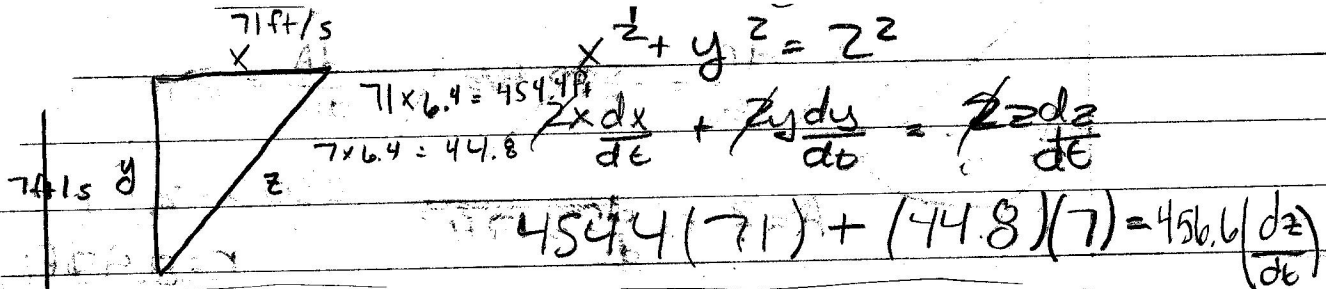 71ft/s
x
x² + y² = z²
71 x 6.4 = 454.4ft
2x dx/dt + 2y dy/dt = 2z dz/dt
7 x 6.4 = 44.8
7ft/s y z
454.4(71) + (44.8)(7) = 456.6(dz/dt)